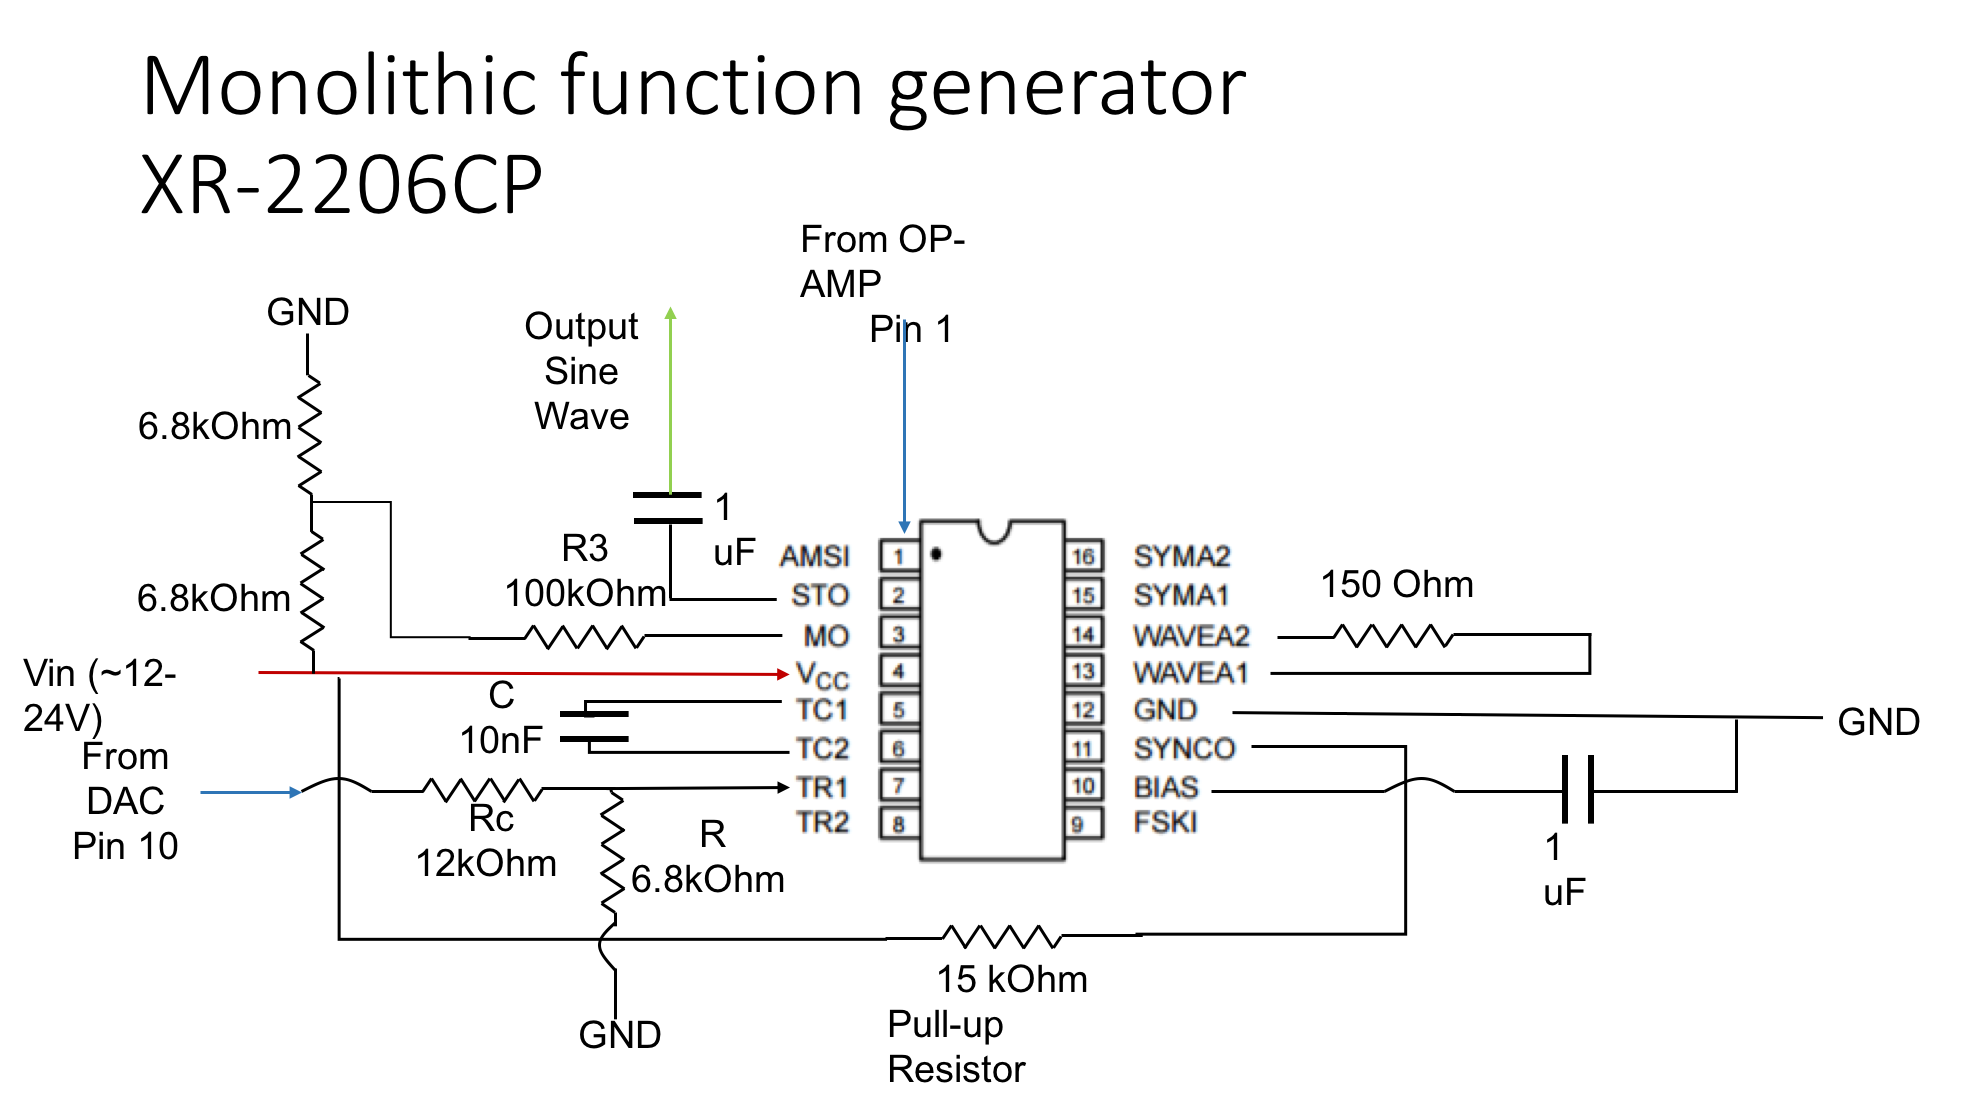 Monolithic function generator
XR-2206CP
From OP-
AMP
Pin 1
GND
Output
Sine
Wave
6.8kOhm
1
uF
R3
100kOhm
6.8kOhm
150 Ohm
AMSI 1 16 SYMA2
STO 2 15 SYMA1
MO 3 14 WAVEA2
VCC 4 13 WAVEA1
TC1 5 12 GND
TC2 6 11 SYNCO
TR1 7 10 BIAS
TR2 8 9 FSKI
Vin (~12-
24V)
C
10nF
GND
From
DAC
Pin 10
Rc
12kOhm
R
6.8kOhm
1
uF
15 kOhm
Pull-up
Resistor
GND